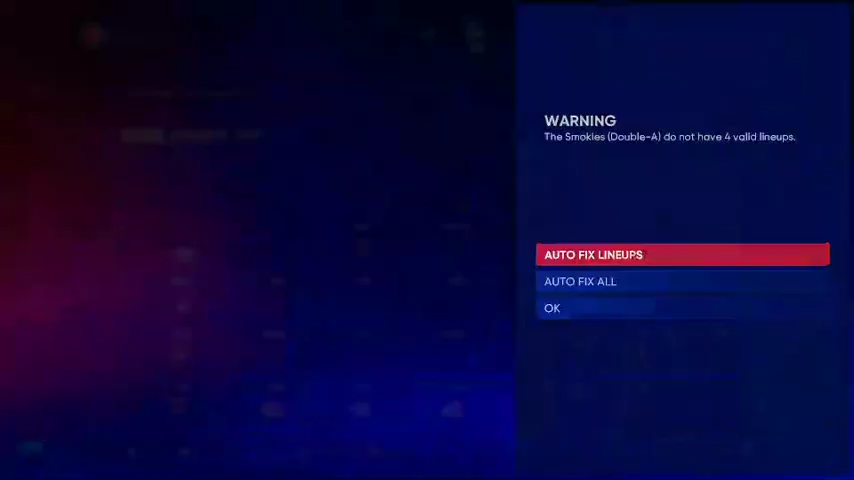 WARNING
The Smokies (Double-A) do not have 4 valid lineups.
AUTO FIX LINEUPS
AUTO FIX ALL
OK